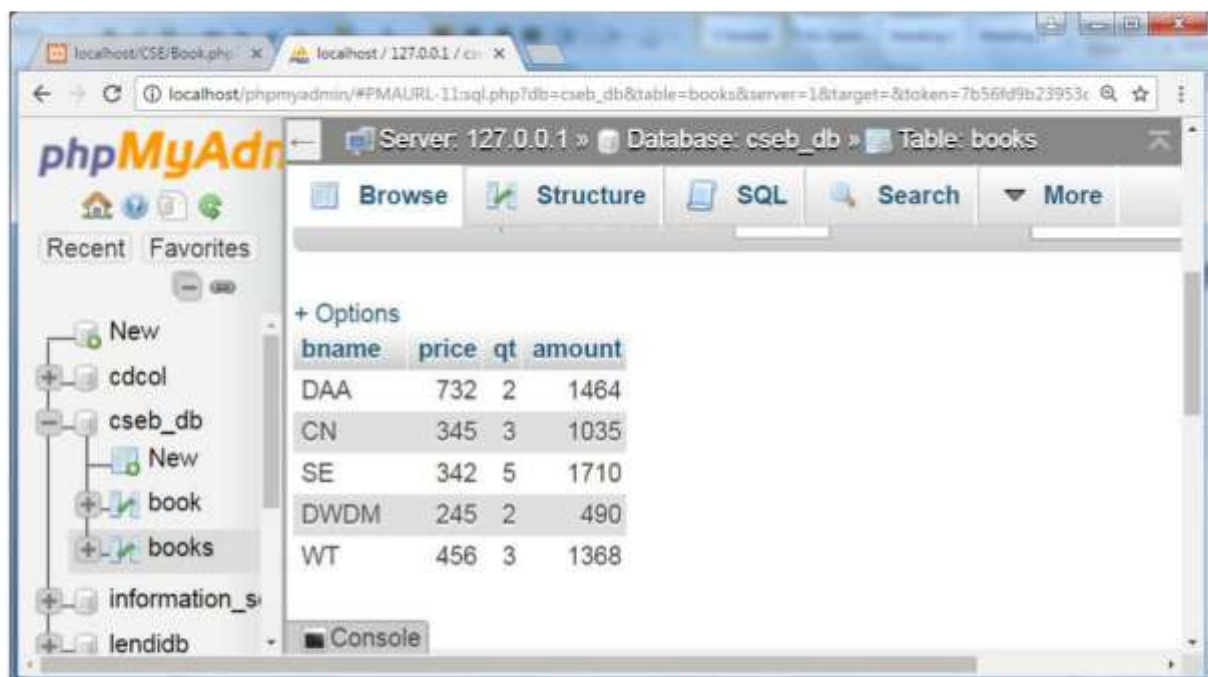 localhost/CSE/Book.php
localhost / 127.0.0.1 / cs
localhost/phpmyadmin/#PMAURL-11:sql.php?db=cseb_db&table=books&server=1&target=&token=7b56fd9b23953c
phpMyAdm
Server: 127.0.0.1 » Database: cseb_db » Table: books
Browse Structure SQL Search More
Recent Favorites
New
cdcol
cseb_db
New
book
books
information_s
lendidb
+ Options
bname price qt amount
DAA 732 2 1464
CN 345 3 1035
SE 342 5 1710
DWDM 245 2 490
WT 456 3 1368
Console